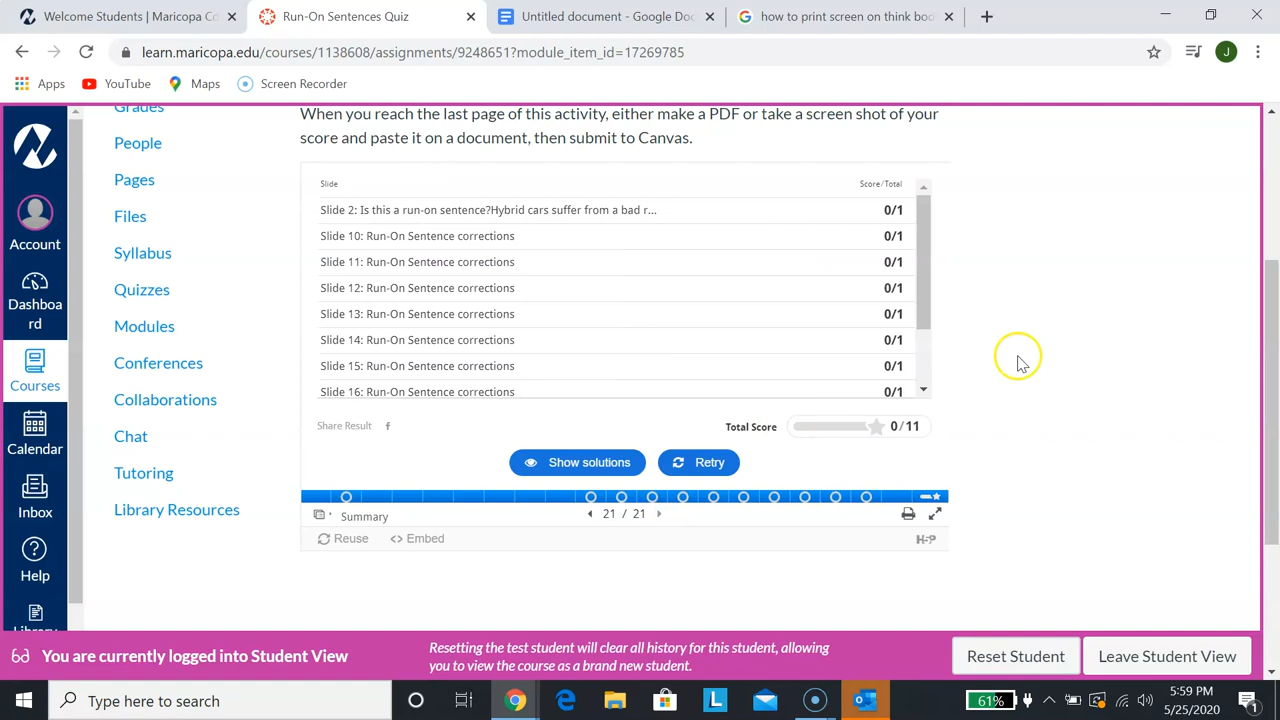 Welcome Students | Maricopa Co
Run-On Sentences Quiz
Untitled document - Google Doc
how to print screen on think boo
learn.maricopa.edu/courses/1138608/assignments/9248651?module_item_id=17269785
J
Apps
YouTube
Maps
Screen Recorder
Account
Dashboa
rd
Courses
Calendar
Inbox
Help
Library
Grades
People
Pages
Files
Syllabus
Quizzes
Modules
Conferences
Collaborations
Chat
Tutoring
Library Resources
When you reach the last page of this activity, either make a PDF or take a screen shot of your
score and paste it on a document, then submit to Canvas.
Slide Score/Total
Slide 2: Is this a run-on sentence?Hybrid cars suffer from a bad r... 0/1
Slide 10: Run-On Sentence corrections 0/1
Slide 11: Run-On Sentence corrections 0/1
Slide 12: Run-On Sentence corrections 0/1
Slide 13: Run-On Sentence corrections 0/1
Slide 14: Run-On Sentence corrections 0/1
Slide 15: Run-On Sentence corrections 0/1
Slide 16: Run-On Sentence corrections 0/1
Share Result
Total Score 0/11
Show solutions
Retry
Summary
21 / 21
Reuse
<> Embed
H-P
You are currently logged into Student View
Resetting the test student will clear all history for this student, allowing
you to view the course as a brand new student.
Reset Student
Leave Student View
Type here to search
L
61%
5:59 PM
5/25/2020
1